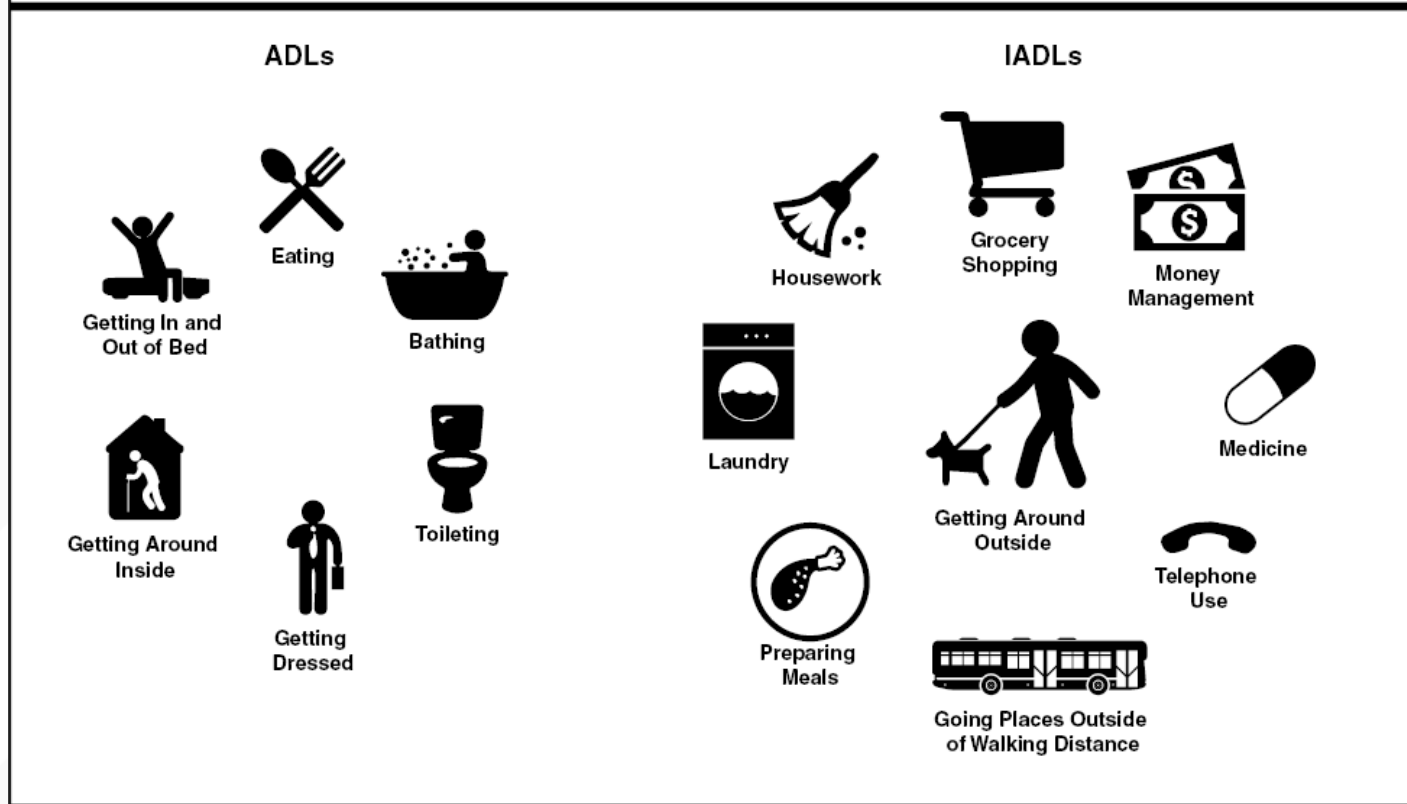 ADLs
Eating
Getting In and
Out of Bed
Bathing
Getting Around
Inside
Toileting
Getting
Dressed
IADLs
Housework
Grocery
Shopping
Money
Management
Laundry
Getting Around
Outside
Medicine
Preparing
Meals
Telephone
Use
Going Places Outside
of Walking Distance
$
$